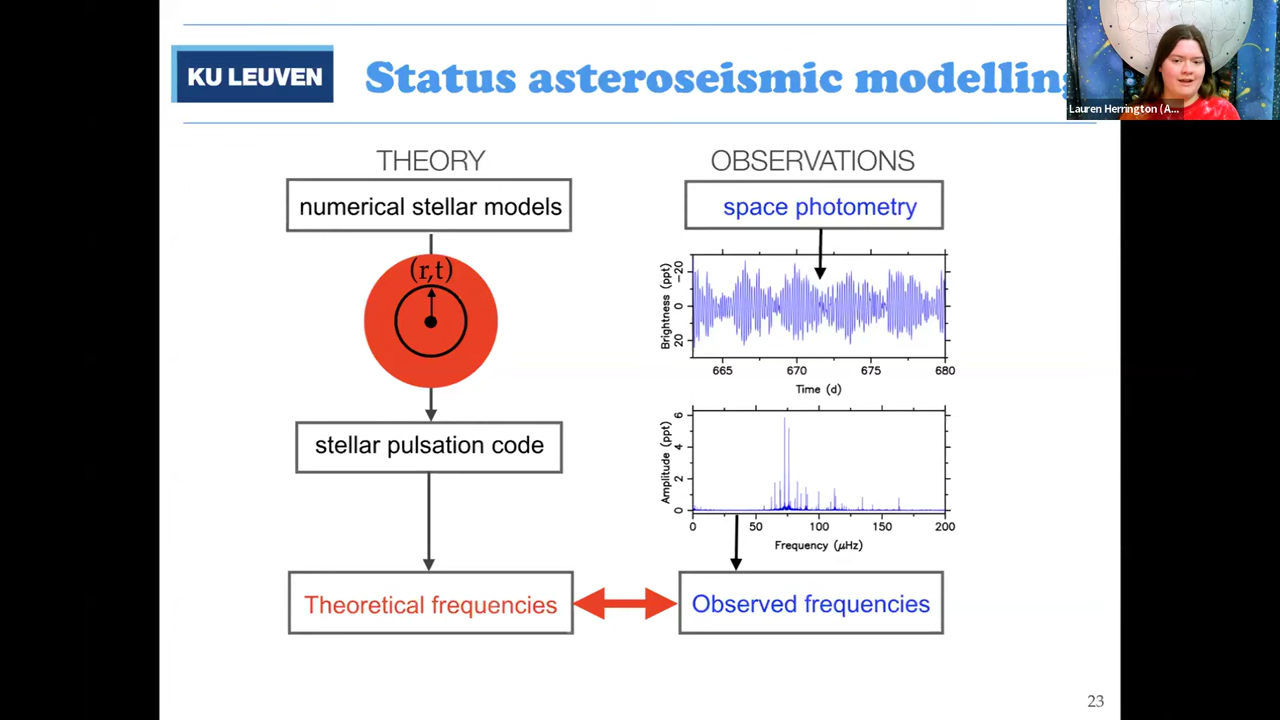 KU LEUVEN
Status asteroseismic modelling
Lauren Herrington (A...
THEORY
numerical stellar models
(r,t)
stellar pulsation code
Theoretical frequencies
OBSERVATIONS
space photometry
Brightness (ppt)
-20
0
20
665
670
675
680
Time (d)
Amplitude (ppt)
6
4
2
0
0
50
100
150
200
Frequency (μHz)
Observed frequencies
23